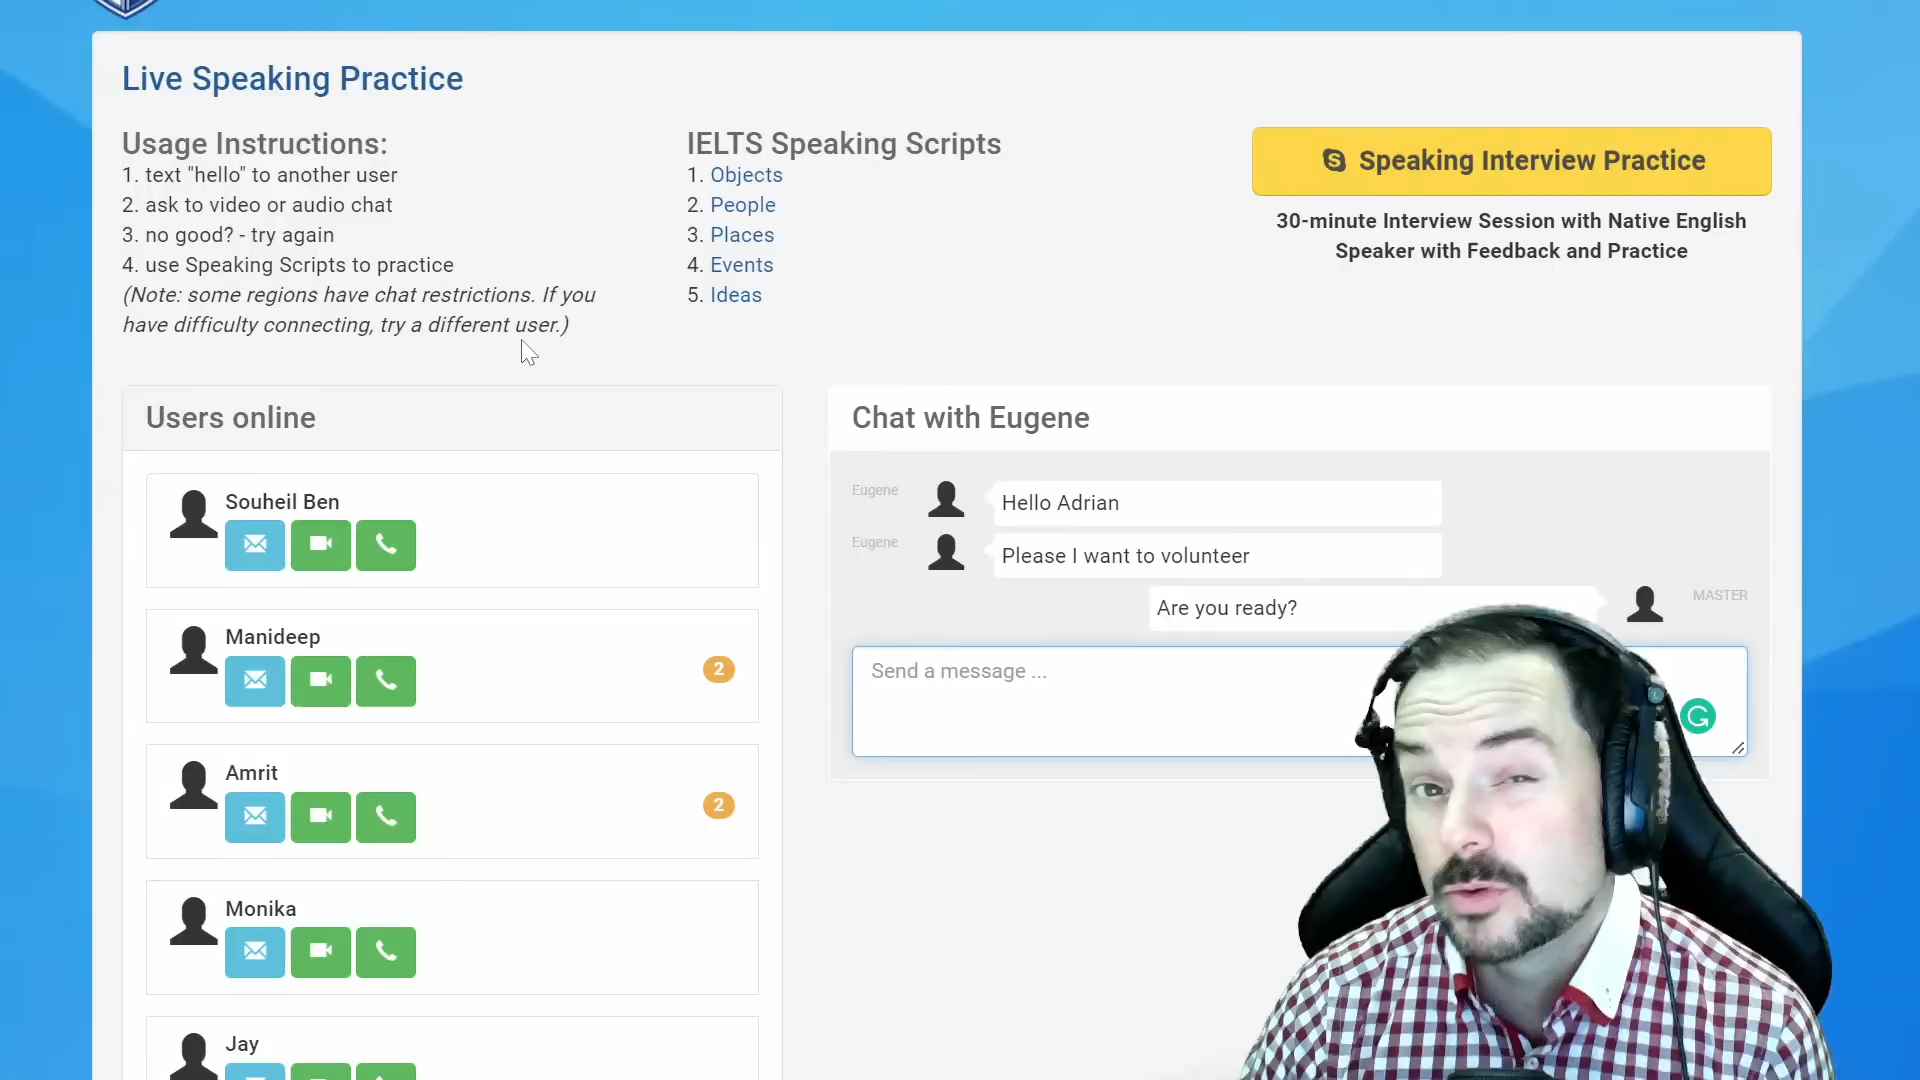 Live Speaking Practice
Usage Instructions:
1. text "hello" to another user
2. ask to video or audio chat
3. no good? - try again
4. use Speaking Scripts to practice
(Note: some regions have chat restrictions. If you
have difficulty connecting, try a different user.)
IELTS Speaking Scripts
1. Objects
2. People
3. Places
4. Events
5. Ideas
Speaking Interview Practice
30-minute Interview Session with Native English
Speaker with Feedback and Practice
Users online
Souheil Ben
Manideep
2
Amrit
2
Monika
Jay
Chat with Eugene
Eugene
Hello Adrian
Eugene
Please I want to volunteer
Are you ready?
MASTER
Send a message ...